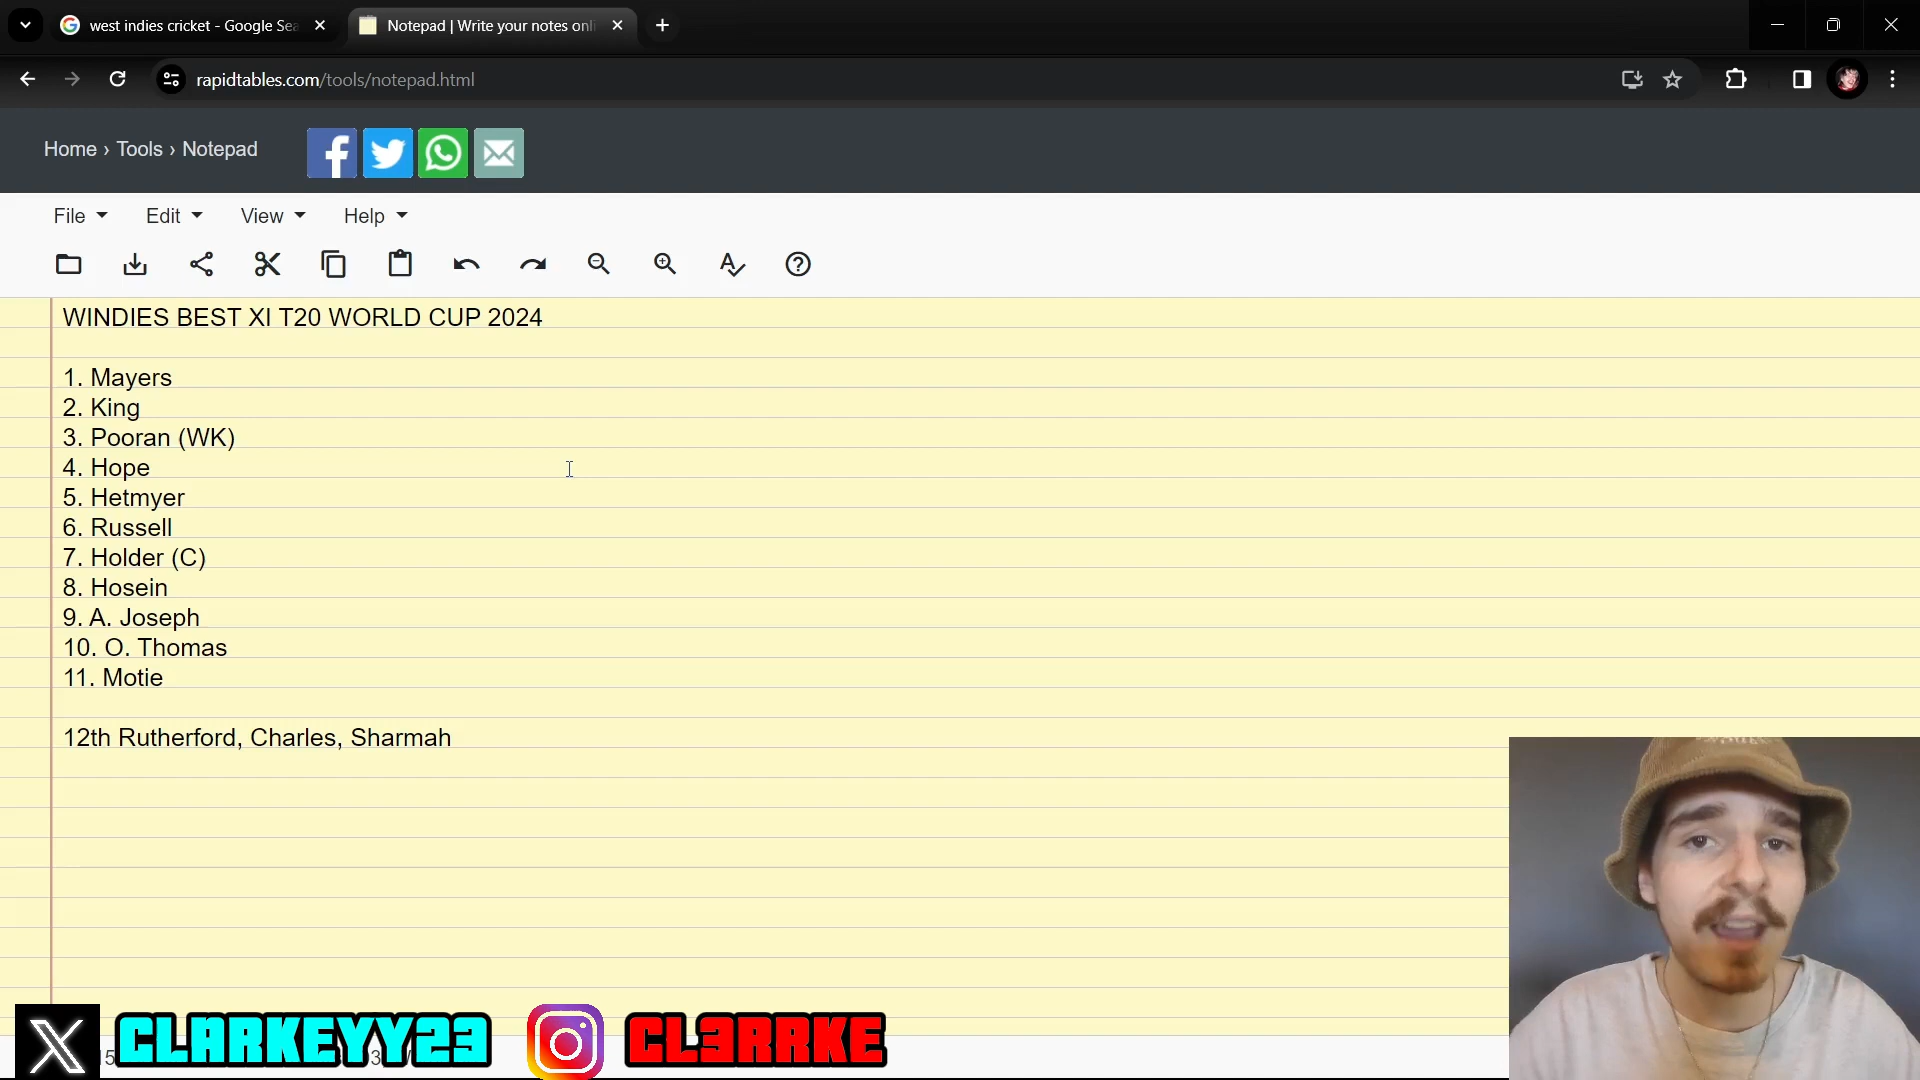 west indies cricket - Google Sea
Notepad | Write your notes onli
rapidtables.com/tools/notepad.html
Home › Tools › Notepad
File Edit View Help
WINDIES BEST XI T20 WORLD CUP 2024
1. Mayers
2. King
3. Pooran (WK)
4. Hope
5. Hetmyer
6. Russell
7. Holder (C)
8. Hosein
9. A. Joseph
10. O. Thomas
11. Motie
12th Rutherford, Charles, Sharmah
CLARKEYY23 CL3RRKE